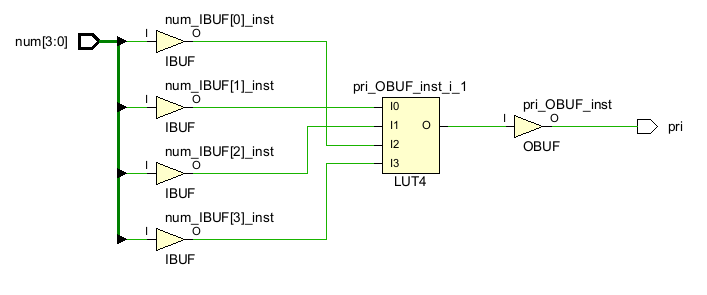 num_IBUF[0]_inst
num[3:0]
I
O
IBUF
num_IBUF[1]_inst
I
O
IBUF
pri_OBUF_inst_i_1
I0
I1
I2
I3
O
LUT4
pri_OBUF_inst
I
O
OBUF
pri
num_IBUF[2]_inst
I
O
IBUF
num_IBUF[3]_inst
I
O
IBUF